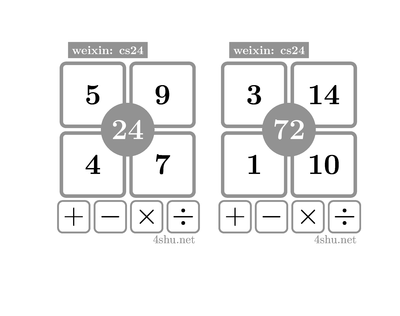 weixin: cs24
5 9
24
4 7
+ − × ÷
4shu.net
weixin: cs24
3 14
72
1 10
+ − × ÷
4shu.net